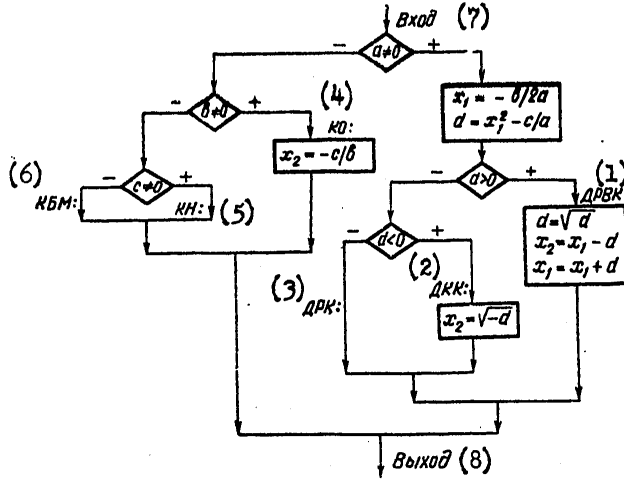 Вход (7)
а≠0
- +
x₁ = - в/2а
d = x₁² - c/a
в≠0
- +
(4)
КО:
x₂ = -c/в
d>0
- +
(1)
ДРВК:
d = √d
x₂ = x₁ - d
x₁ = x₁ + d
(6)
КБМ:
c≠0
- +
КН: (5)
d<0
- +
(2)
ДКК:
x₂ = √-d
(3)
ДРК:
Выход (8)